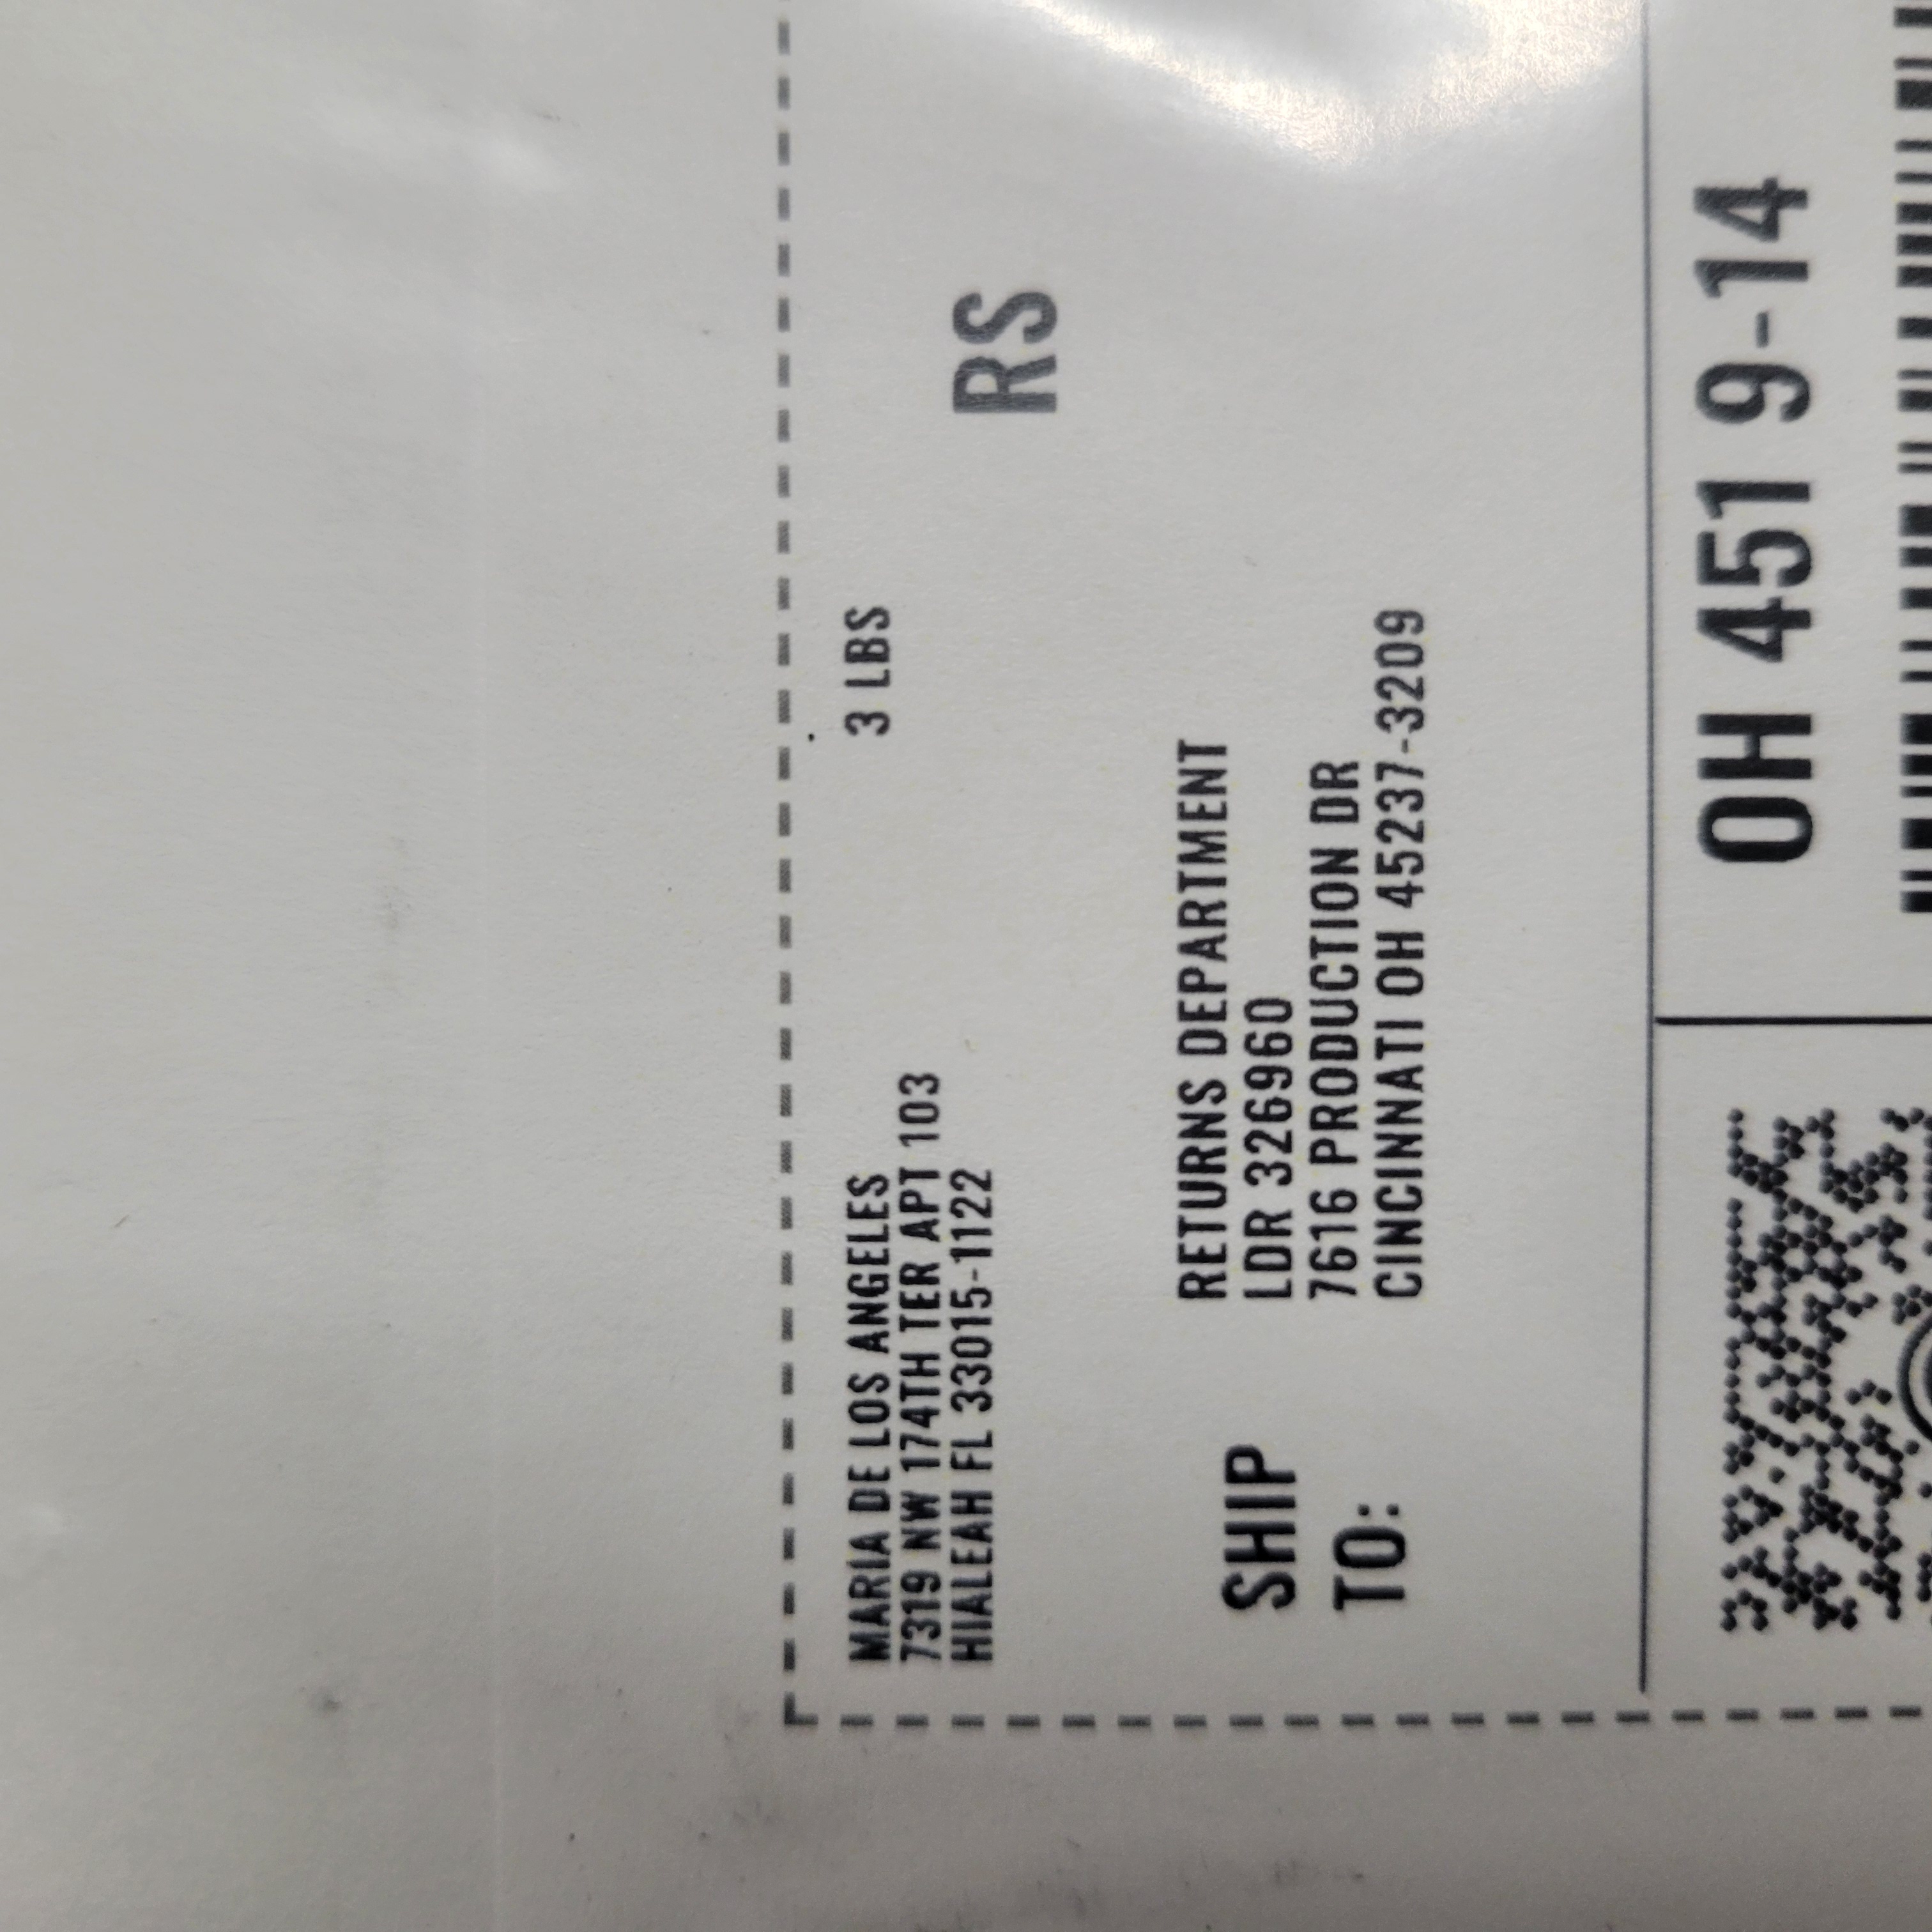 MARIA DE LOS ANGELES
7319 NW 174TH TER APT 103
HIALEAH FL 33015-1122
3 LBS
RS
SHIP
TO:
RETURNS DEPARTMENT
LDR 326960
7616 PRODUCTION DR
CINCINNATI OH 45237-3209
OH 451 9-14